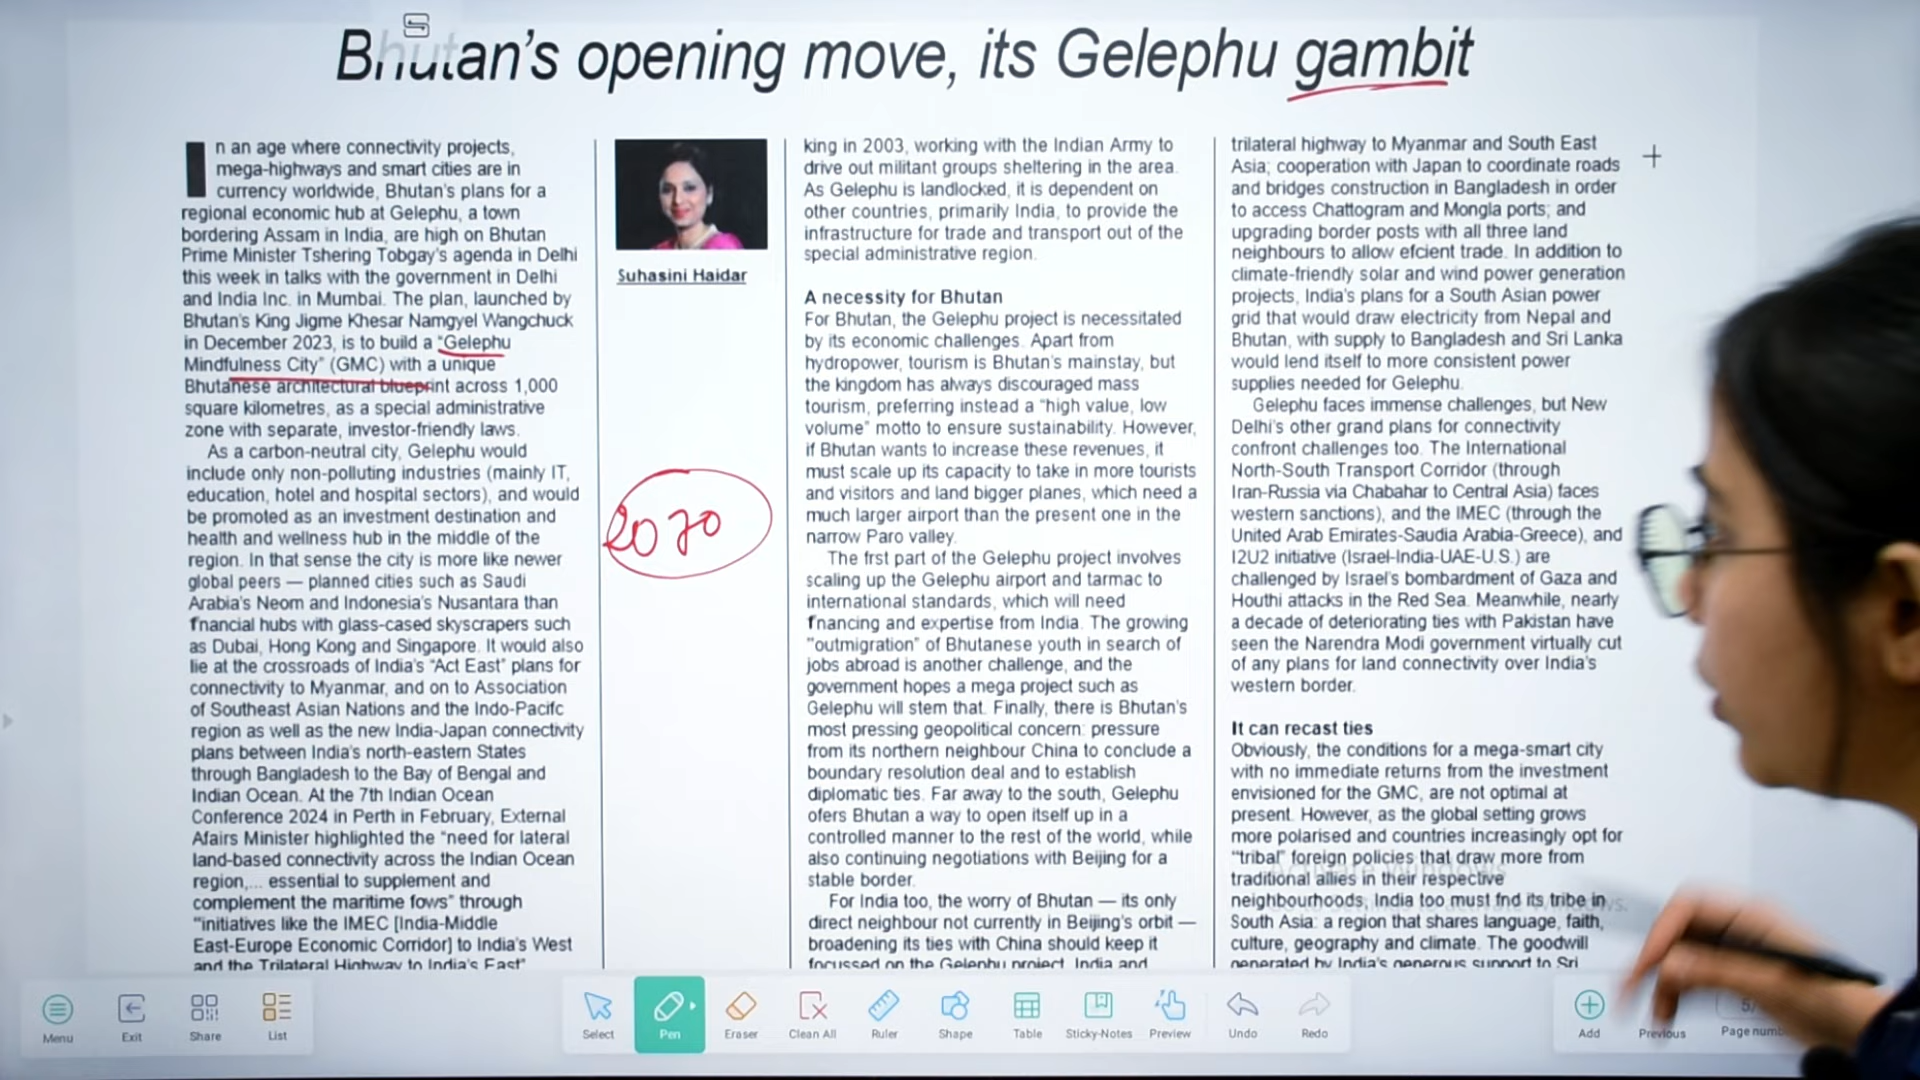 Bhutan's opening move, its Gelephu gambit
In an age where connectivity projects,
mega-highways and smart cities are in
currency worldwide, Bhutan's plans for a
regional economic hub at Gelephu, a town
bordering Assam in India, are high on Bhutan
Prime Minister Tshering Tobgay's agenda in Delhi
this week in talks with the government in Delhi
and India Inc. in Mumbai. The plan, launched by
Bhutan's King Jigme Khesar Namgyel Wangchuck
in December 2023, is to build a "Gelephu
Mindfulness City" (GMC) with a unique
Bhutanese architectural blueprint across 1,000
square kilometres, as a special administrative
zone with separate, investor-friendly laws.
As a carbon-neutral city, Gelephu would
include only non-polluting industries (mainly IT,
education, hotel and hospital sectors), and would
be promoted as an investment destination and
health and wellness hub in the middle of the
region. In that sense the city is more like newer
global peers — planned cities such as Saudi
Arabia's Neom and Indonesia's Nusantara than
fnancial hubs with glass-cased skyscrapers such
as Dubai, Hong Kong and Singapore. It would also
lie at the crossroads of India's "Act East" plans for
connectivity to Myanmar, and on to Association
of Southeast Asian Nations and the Indo-Pacifc
region as well as the new India-Japan connectivity
plans between India's north-eastern States
through Bangladesh to the Bay of Bengal and
Indian Ocean. At the 7th Indian Ocean
Conference 2024 in Perth in February, External
Afairs Minister highlighted the "need for lateral
land-based connectivity across the Indian Ocean
region,... essential to supplement and
complement the maritime fows" through
"initiatives like the IMEC [India-Middle
East-Europe Economic Corridor] to India's West
and the Trilateral Highway to India's East"
Suhasini Haidar
2070
king in 2003, working with the Indian Army to
drive out militant groups sheltering in the area.
As Gelephu is landlocked, it is dependent on
other countries, primarily India, to provide the
infrastructure for trade and transport out of the
special administrative region.
A necessity for Bhutan
For Bhutan, the Gelephu project is necessitated
by its economic challenges. Apart from
hydropower, tourism is Bhutan's mainstay, but
the kingdom has always discouraged mass
tourism, preferring instead a "high value, low
volume" motto to ensure sustainability. However,
if Bhutan wants to increase these revenues, it
must scale up its capacity to take in more tourists
and visitors and land bigger planes, which need a
much larger airport than the present one in the
narrow Paro valley.
The frst part of the Gelephu project involves
scaling up the Gelephu airport and tarmac to
international standards, which will need
fnancing and expertise from India. The growing
"outmigration" of Bhutanese youth in search of
jobs abroad is another challenge, and the
government hopes a mega project such as
Gelephu will stem that. Finally, there is Bhutan's
most pressing geopolitical concern: pressure
from its northern neighbour China to conclude a
boundary resolution deal and to establish
diplomatic ties. Far away to the south, Gelephu
ofers Bhutan a way to open itself up in a
controlled manner to the rest of the world, while
also continuing negotiations with Beijing for a
stable border.
For India too, the worry of Bhutan — its only
direct neighbour not currently in Beijing's orbit —
broadening its ties with China should keep it
focussed on the Gelephu project. India and
trilateral highway to Myanmar and South East
Asia; cooperation with Japan to coordinate roads
and bridges construction in Bangladesh in order
to access Chattogram and Mongla ports; and
upgrading border posts with all three land
neighbours to allow efcient trade. In addition to
climate-friendly solar and wind power generation
projects, India's plans for a South Asian power
grid that would draw electricity from Nepal and
Bhutan, with supply to Bangladesh and Sri Lanka
would lend itself to more consistent power
supplies needed for Gelephu.
Gelephu faces immense challenges, but New
Delhi's other grand plans for connectivity
confront challenges too. The International
North-South Transport Corridor (through
Iran-Russia via Chabahar to Central Asia) faces
western sanctions), and the IMEC (through the
United Arab Emirates-Saudia Arabia-Greece), and
I2U2 initiative (Israel-India-UAE-U.S.) are
challenged by Israel's bombardment of Gaza and
Houthi attacks in the Red Sea. Meanwhile, nearly
a decade of deteriorating ties with Pakistan have
seen the Narendra Modi government virtually cut
of any plans for land connectivity over India's
western border.
It can recast ties
Obviously, the conditions for a mega-smart city
with no immediate returns from the investment
envisioned for the GMC, are not optimal at
present. However, as the global setting grows
more polarised and countries increasingly opt for
"tribal" foreign policies that draw more from
traditional allies in their respective
neighbourhoods, India too must fnd its tribe in
South Asia: a region that shares language, faith,
culture, geography and climate. The goodwill
generated by India's generous support to Sri
Activate Windows
Menu Exit Share List Select Pen Eraser Clean All Ruler Shape Table Sticky-Notes Preview Undo Redo Add Previous Page